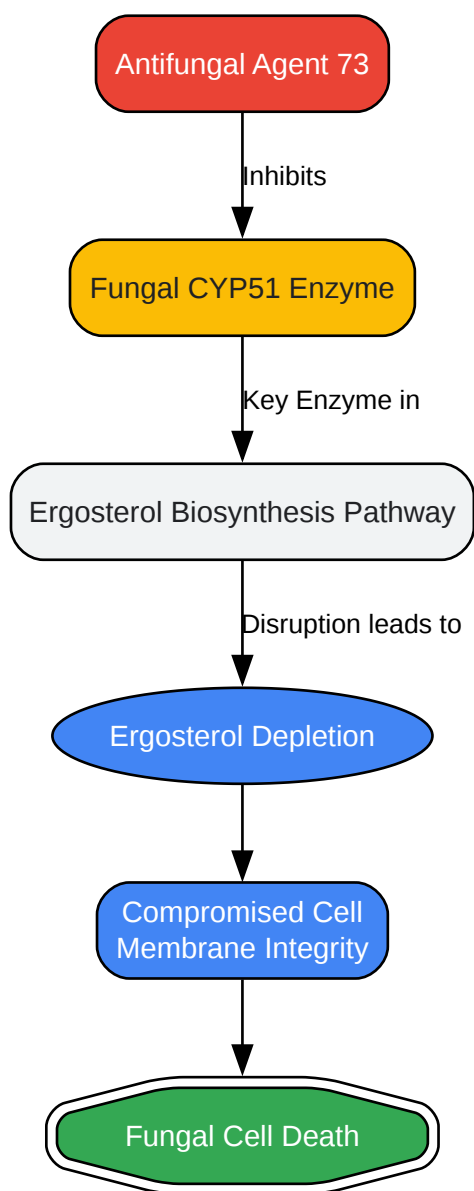 Antifungal Agent 73
Inhibits
Fungal CYP51 Enzyme
Key Enzyme in
Ergosterol Biosynthesis Pathway
Disruption leads to
Ergosterol Depletion
Compromised Cell
Membrane Integrity
Fungal Cell Death